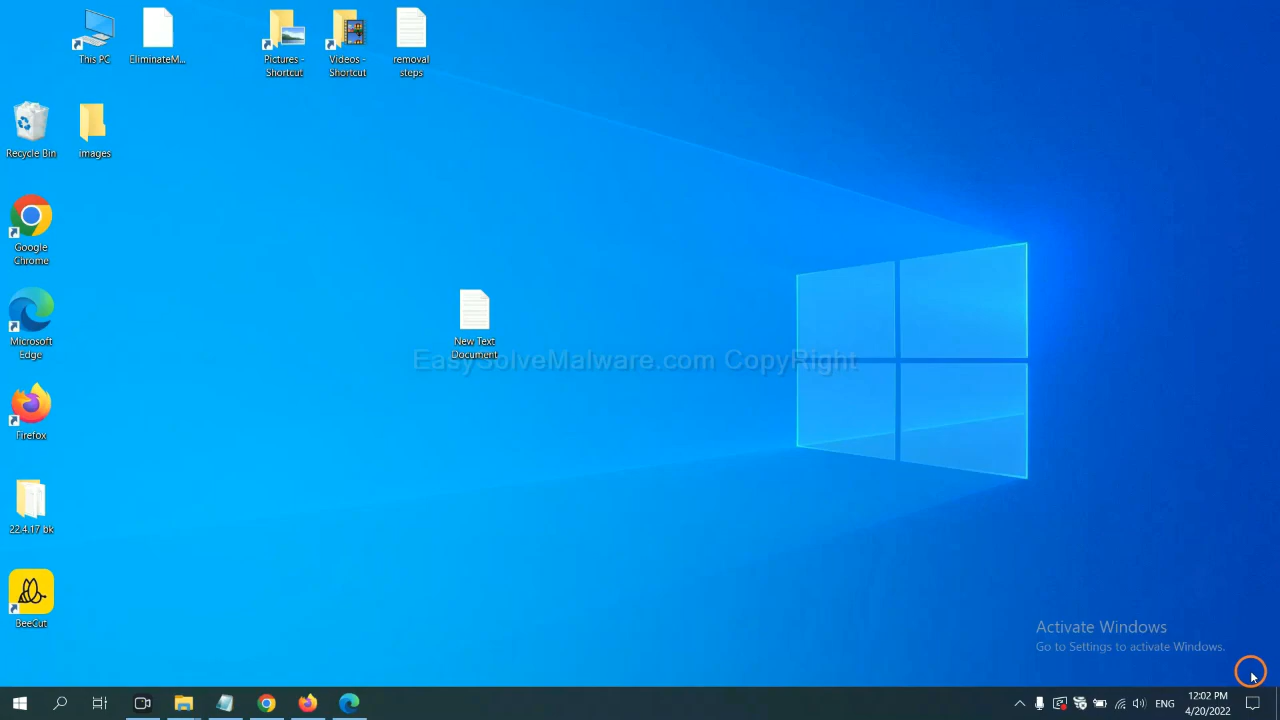 This PC
EliminateM...
Pictures -
Shortcut
Videos -
Shortcut
removal
steps
Recycle Bin
images
Google
Chrome
New Text
Document
Microsoft
Edge
EasySolveMalware.com CopyRight
Firefox
22.4.17 bk
BeeCut
Activate Windows
Go to Settings to activate Windows.
ENG
12:02 PM
4/20/2022